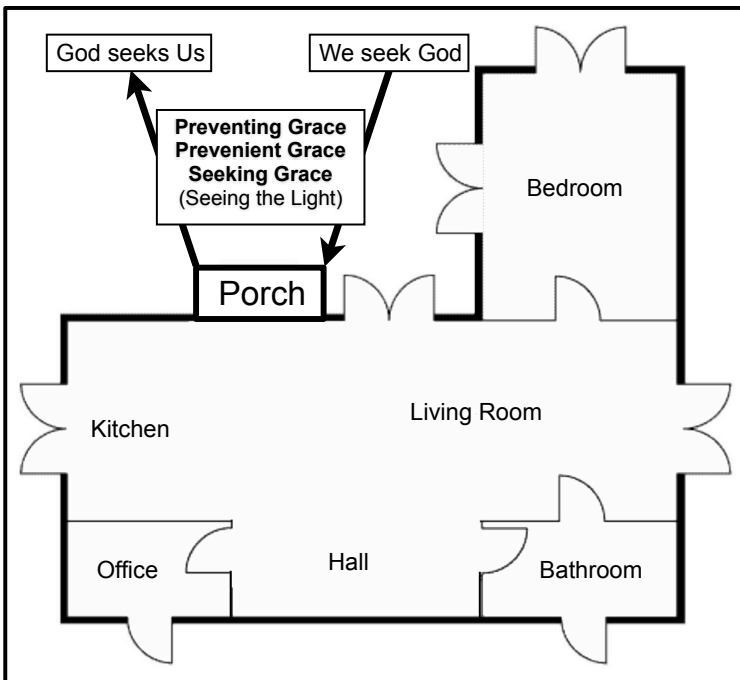 God seeks Us
We seek God
Preventing Grace
Prevenient Grace
Seeking Grace
(Seeing the Light)
Bedroom
Porch
Living Room
Kitchen
Office
Hall
Bathroom